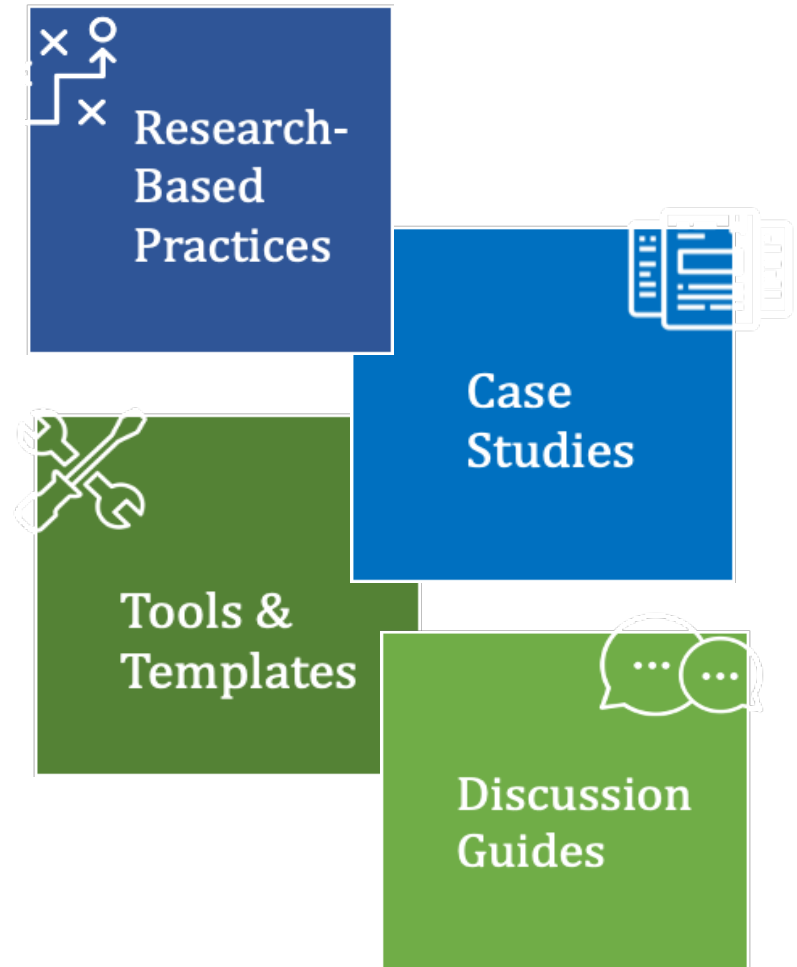 Research-
Based
Practices
Case
Studies
Tools &
Templates
Discussion
Guides